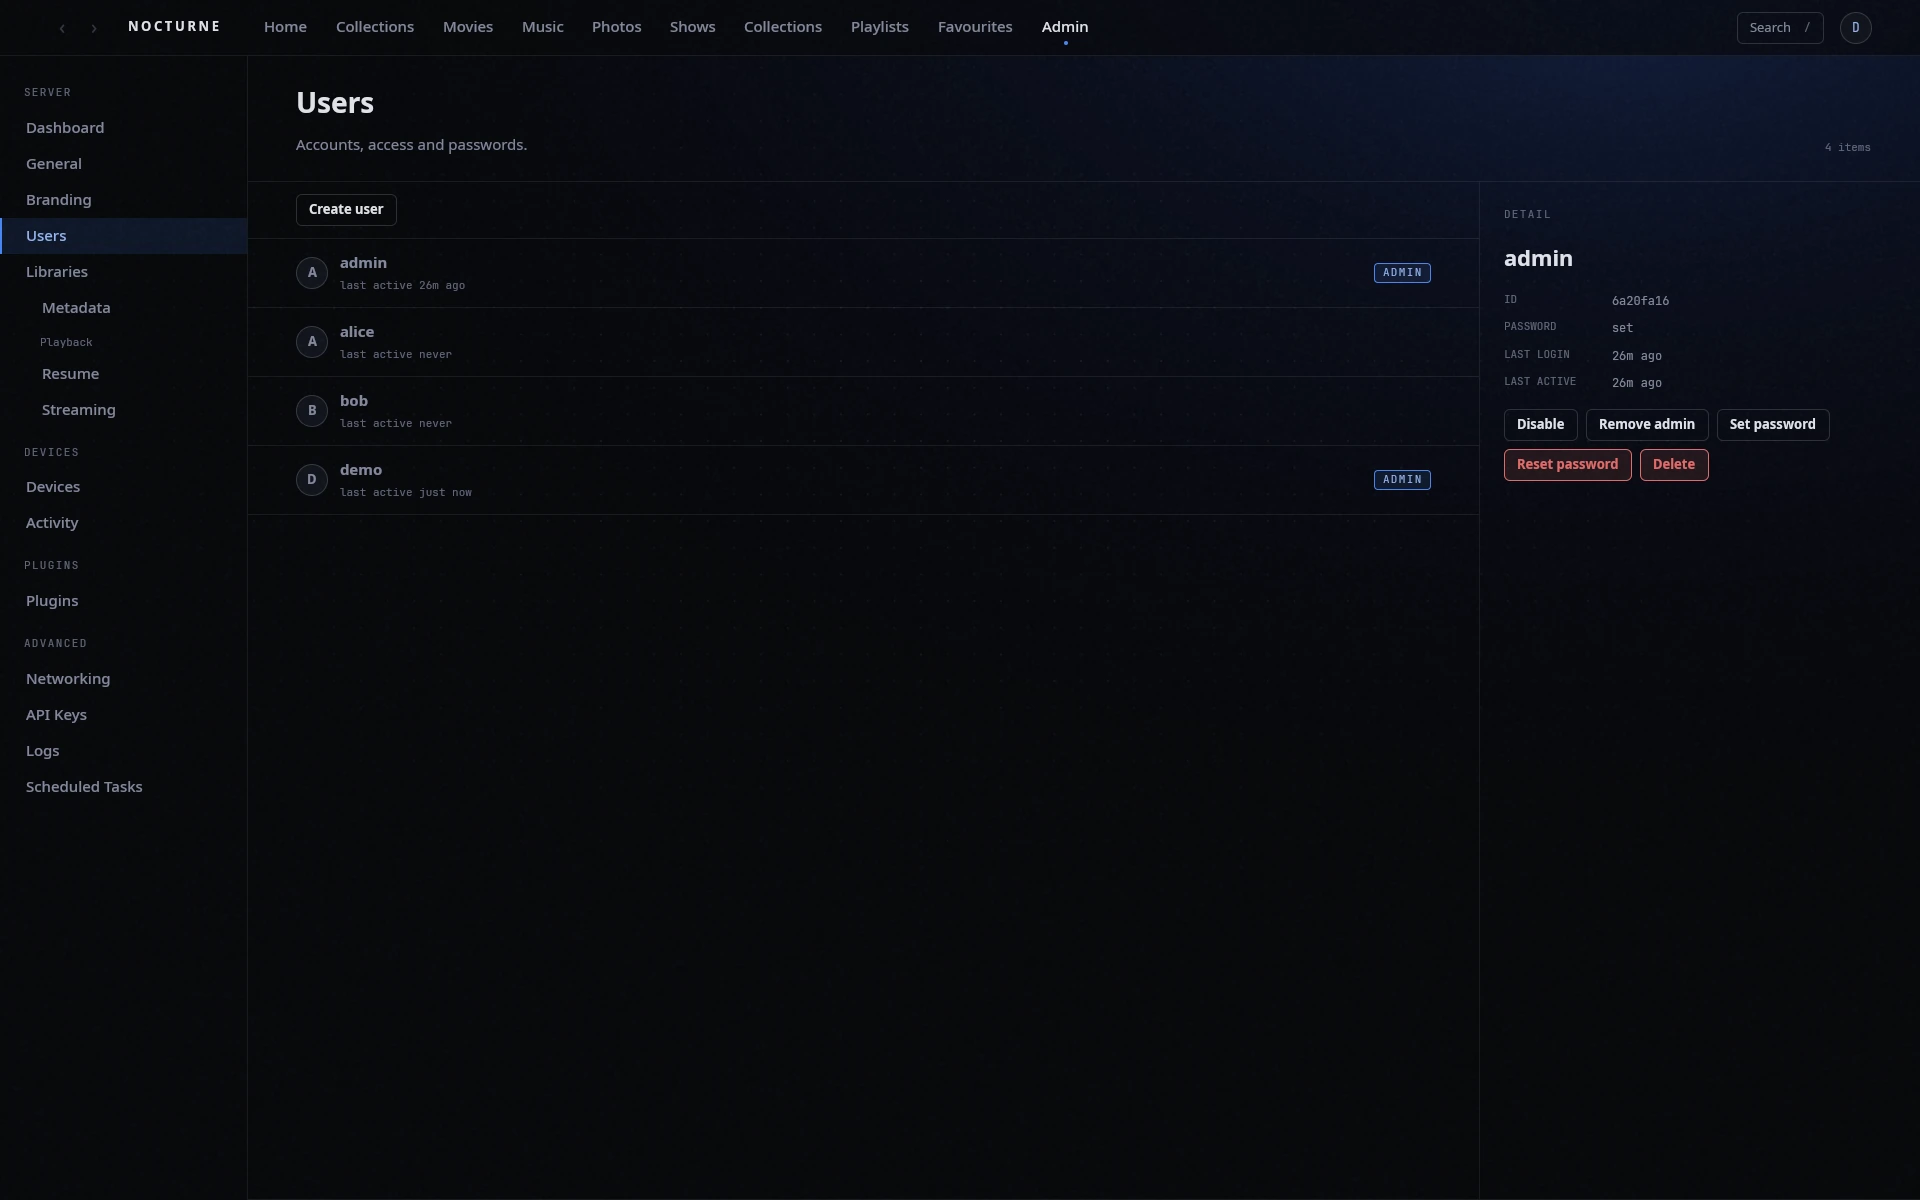 ‹ › NOCTURNE Home Collections Movies Music Photos Shows Collections Playlists Favourites Admin Search / D
SERVER
Dashboard
General
Branding
Users
Libraries
Metadata
Playback
Resume
Streaming
DEVICES
Devices
Activity
PLUGINS
Plugins
ADVANCED
Networking
API Keys
Logs
Scheduled Tasks
Users
Accounts, access and passwords.
4 items
Create user
A admin ADMIN
last active 26m ago
A alice
last active never
B bob
last active never
D demo ADMIN
last active just now
DETAIL
admin
ID 6a20fa16
PASSWORD set
LAST LOGIN 26m ago
LAST ACTIVE 26m ago
Disable Remove admin Set password
Reset password Delete